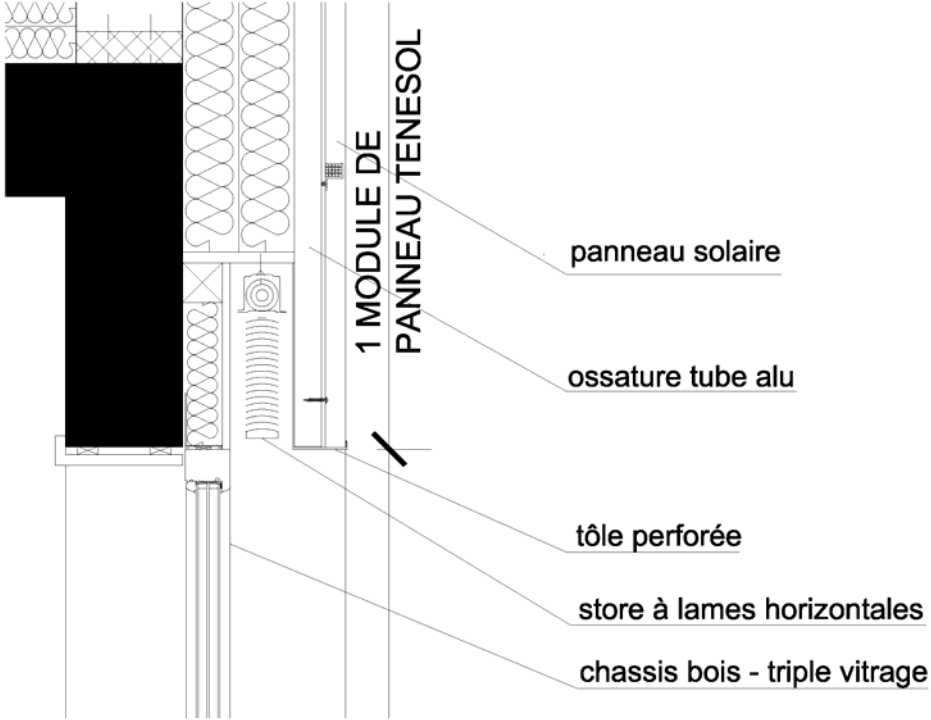 1 MODULE DE
PANNEAU TENESOL
panneau solaire
ossature tube alu
tôle perforée
store à lames horizontales
chassis bois - triple vitrage